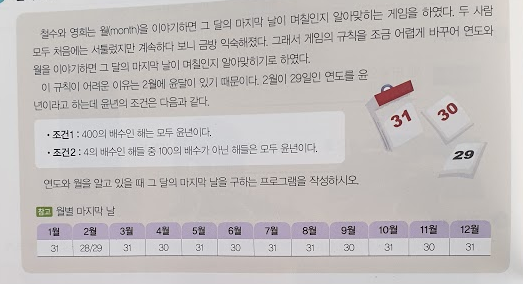 철수와 영희는 월(month)을 이야기하면 그 달의 마지막 날이 며칠인지 알아맞히는 게임을 하였다. 두 사람
모두 처음에는 서툴렀지만 계속하다 보니 금방 익숙해졌다. 그래서 게임의 규칙을 조금 어렵게 바꾸어 연도와
월을 이야기하면 그 달의 마지막 날이 며칠인지 알아맞히기로 하였다.
이 규칙이 어려운 이유는 2월에 윤달이 있기 때문이다. 2월이 29일인 연도를 윤
년이라고 하는데 윤년의 조건은 다음과 같다.
• 조건1 : 400의 배수인 해는 모두 윤년이다.
• 조건2 : 4의 배수인 해들 중 100의 배수가 아닌 해들은 모두 윤년이다.
31
30
29
연도와 월을 알고 있을 때 그 달의 마지막 날을 구하는 프로그램을 작성하시오.
참고 월별 마지막 날
1월 2월 3월 4월 5월 6월 7월 8월 9월 10월 11월 12월
31 28/29 31 30 31 30 31 31 30 31 30 31